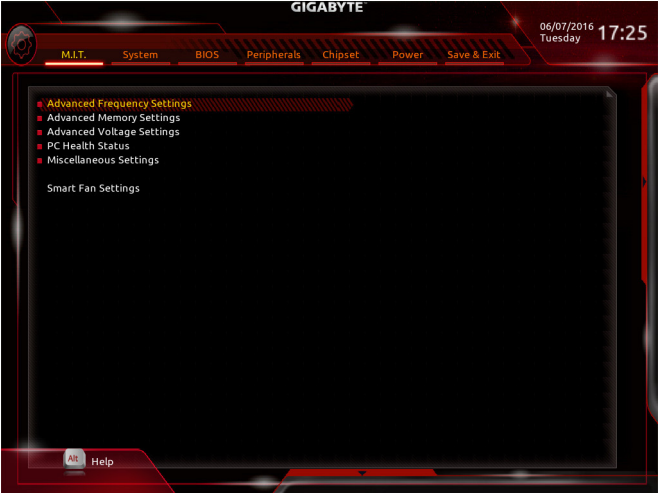 GIGABYTE
06/07/2016 17:25
Tuesday
M.I.T. System BIOS Peripherals Chipset Power Save & Exit
Advanced Frequency Settings
Advanced Memory Settings
Advanced Voltage Settings
PC Health Status
Miscellaneous Settings
Smart Fan Settings
Alt Help